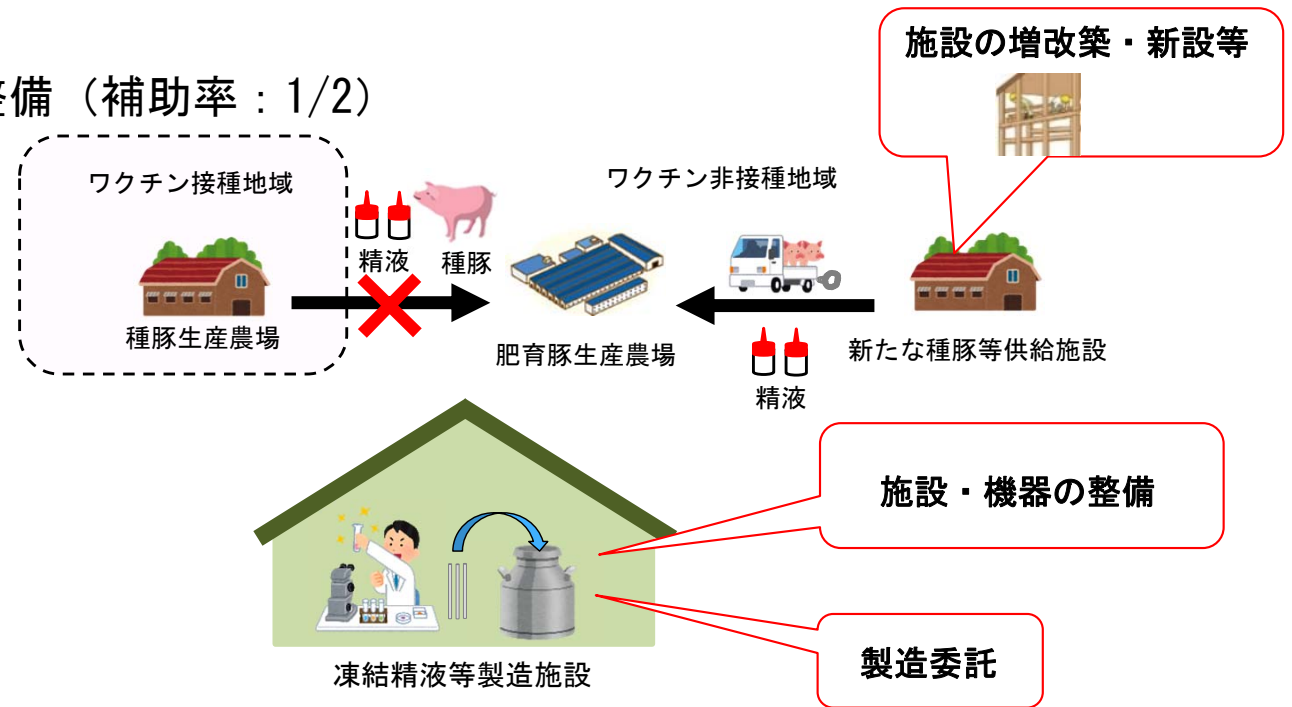 施設の増改築・新設等
整備（補助率：1/2）
ワクチン接種地域
ワクチン非接種地域
精液
種豚
種豚生産農場
肥育豚生産農場
新たな種豚等供給施設
精液
施設・機器の整備
製造委託
凍結精液等製造施設